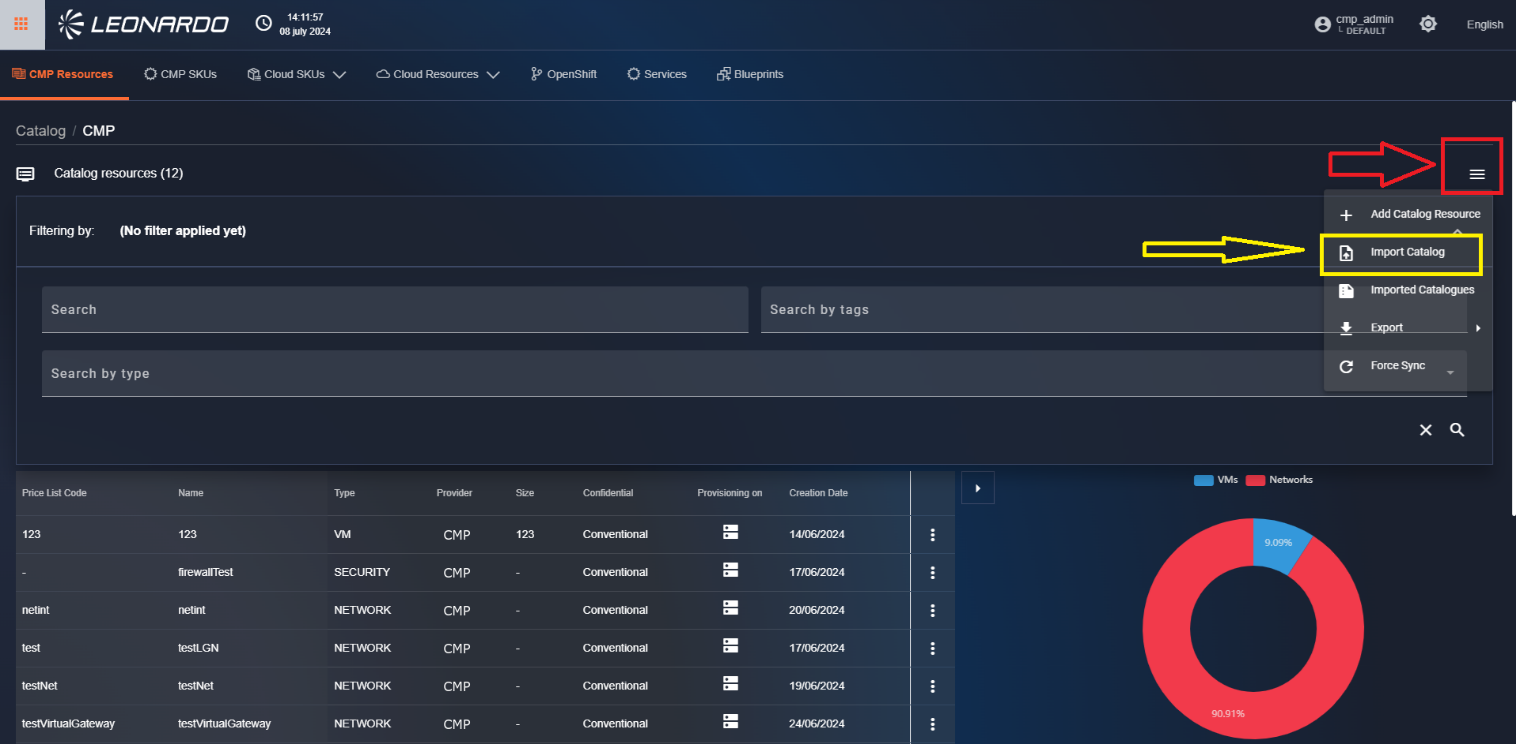 LEONARDO
14:11:57
08 july 2024
cmp_admin
└ DEFAULT
English
CMP Resources
CMP SKUs
Cloud SKUs
Cloud Resources
OpenShift
Services
Blueprints
Catalog / CMP
Catalog resources (12)
Add Catalog Resource
Import Catalog
Imported Catalogues
Export
Force Sync
Filtering by: (No filter applied yet)
Search
Search by tags
Search by type
Price List Code Name Type Provider Size Confidential Provisioning on Creation Date
123 123 VM CMP 123 Conventional 14/06/2024
- firewallTest SECURITY CMP - Conventional 17/06/2024
netint netint NETWORK CMP - Conventional 20/06/2024
test testLGN NETWORK CMP - Conventional 17/06/2024
testNet testNet NETWORK CMP - Conventional 19/06/2024
testVirtualGateway testVirtualGateway NETWORK CMP - Conventional 24/06/2024
VMs Networks
9.09%
90.91%